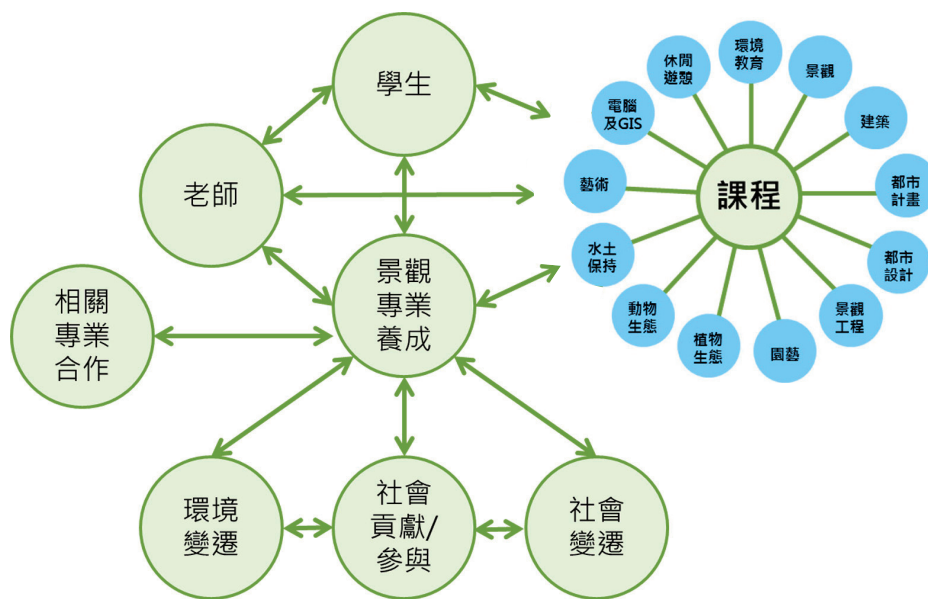 學生
老師
相關
專業
合作
景觀
專業
養成
環境
變遷
社會
貢獻/
參與
社會
變遷
課程
環境
教育
景觀
建築
都市
計畫
都市
設計
景觀
工程
園藝
植物
生態
動物
生態
水土
保持
藝術
電腦
及GIS
休閒
遊憩